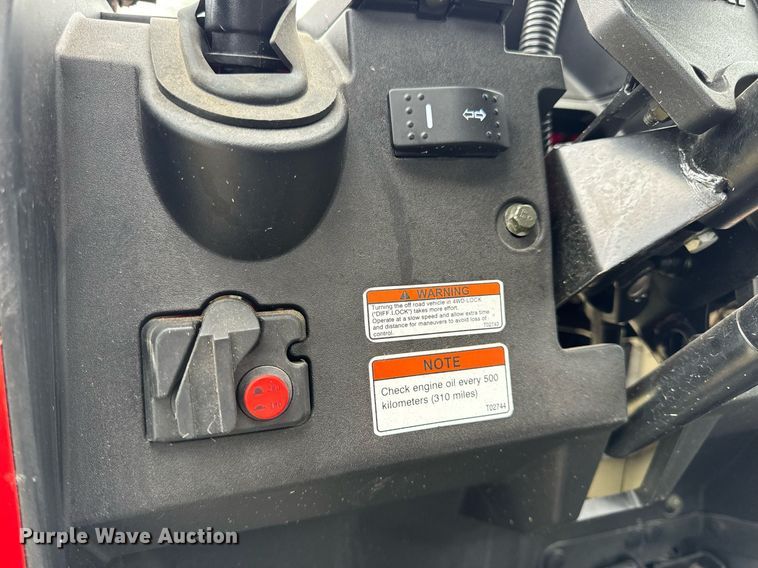 WARNING
Turning the off road vehicle in 4WD LOCK
("DIFF.LOCK") takes more effort.
Operate at a slow speed and allow extra time
and distance for maneuvers to avoid loss of
control.
T02743
NOTE
Check engine oil every 500
kilometers (310 miles)
T02744
Purple Wave Auction